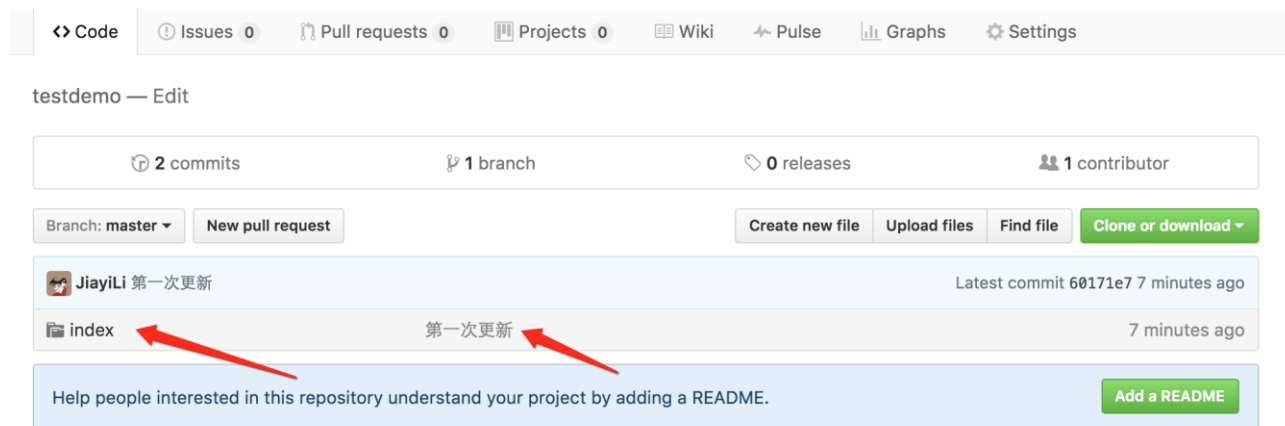 <> Code Issues 0 Pull requests 0 Projects 0 Wiki Pulse Graphs Settings
testdemo — Edit
2 commits 1 branch 0 releases 1 contributor
Branch: master New pull request Create new file Upload files Find file Clone or download
JiayiLi 第一次更新 Latest commit 60171e7 7 minutes ago
index 第一次更新 7 minutes ago
Help people interested in this repository understand your project by adding a README. Add a README